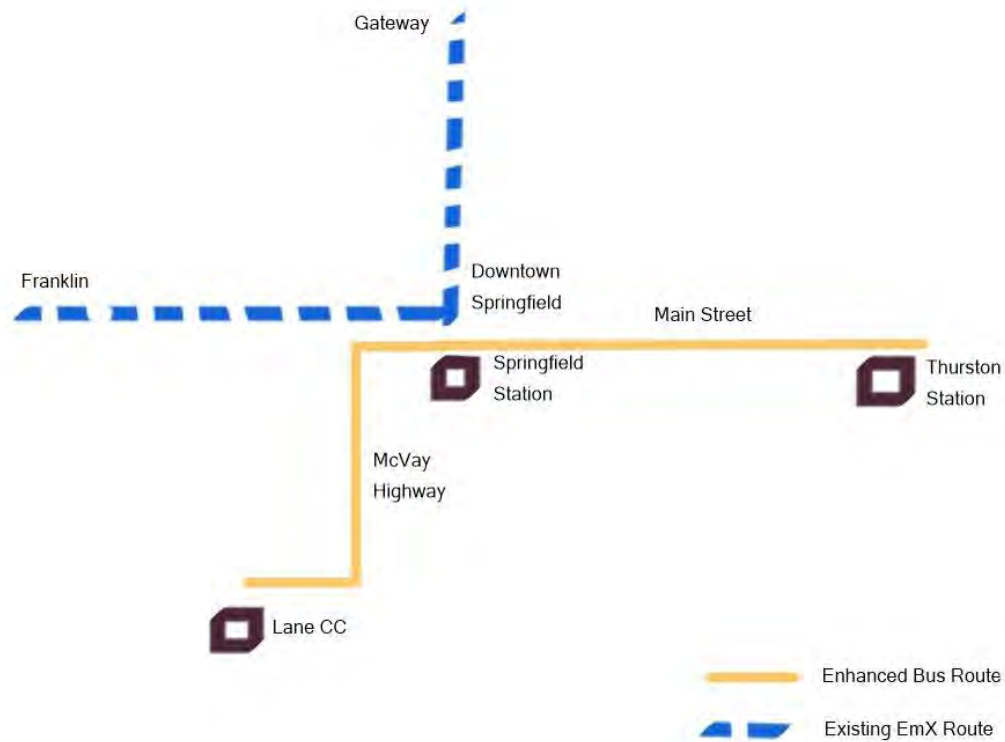 Gateway
Franklin
Downtown
Springfield
Main Street
Springfield
Station
Thurston
Station
McVay
Highway
Lane CC
Enhanced Bus Route
Existing EmX Route